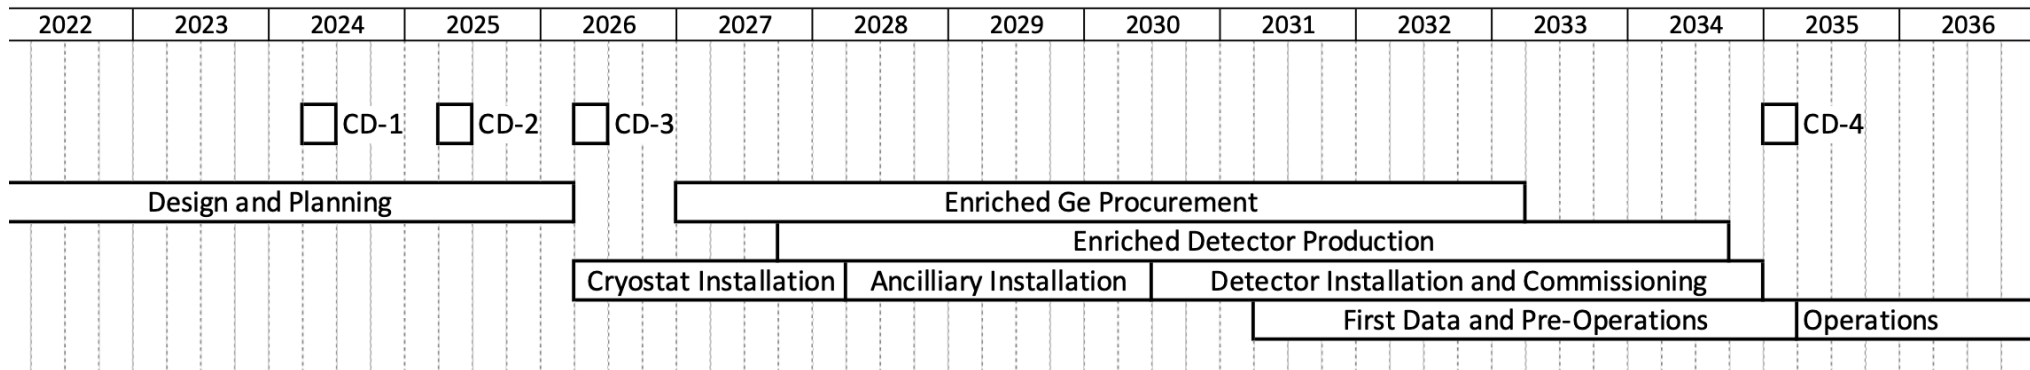 2022 2023 2024 2025 2026 2027 2028 2029 2030 2031 2032 2033 2034 2035 2036
CD-1 CD-2 CD-3 CD-4
Design and Planning Enriched Ge Procurement
Enriched Detector Production
Cryostat Installation Ancilliary Installation Detector Installation and Commissioning
First Data and Pre-Operations Operations